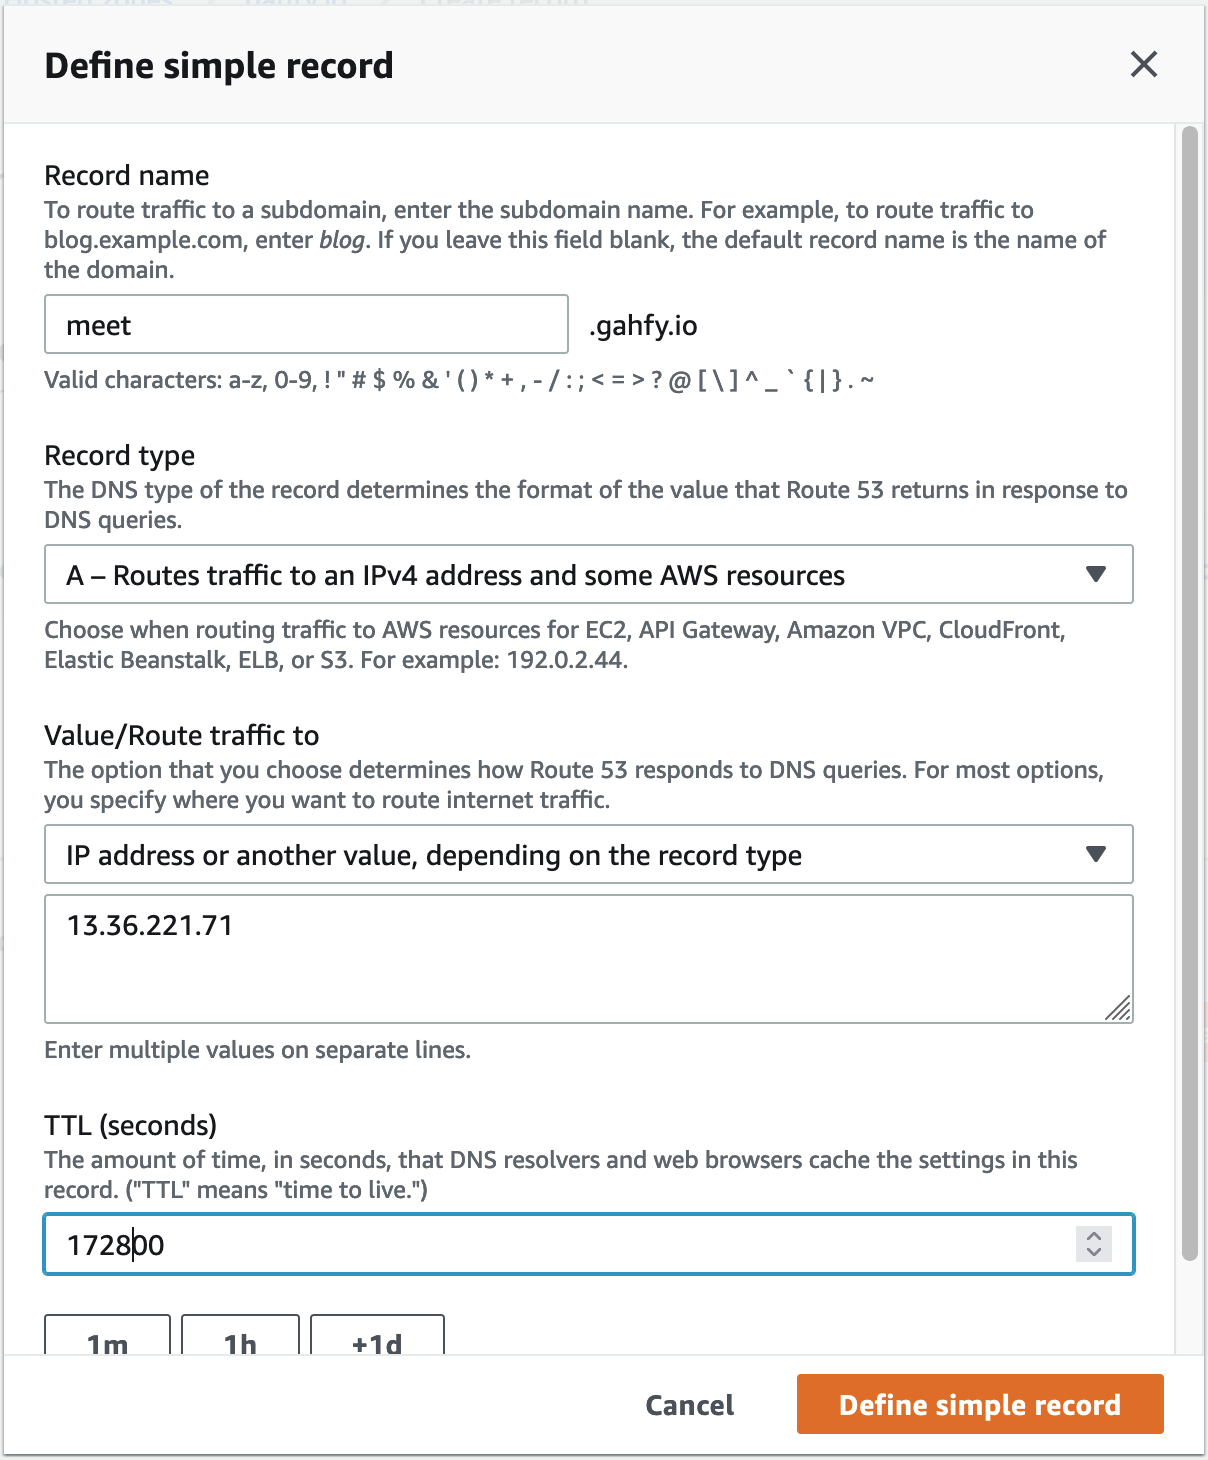 Define simple record
Record name
To route traffic to a subdomain, enter the subdomain name. For example, to route traffic to
blog.example.com, enter blog. If you leave this field blank, the default record name is the name of
the domain.
meet
.gahfy.io
Valid characters: a-z, 0-9, ! " # $ % & ' ( ) * + , - / : ; < = > ? @ [ \ ] ^ _ ` { | } . ~
Record type
The DNS type of the record determines the format of the value that Route 53 returns in response to
DNS queries.
A – Routes traffic to an IPv4 address and some AWS resources
Choose when routing traffic to AWS resources for EC2, API Gateway, Amazon VPC, CloudFront,
Elastic Beanstalk, ELB, or S3. For example: 192.0.2.44.
Value/Route traffic to
The option that you choose determines how Route 53 responds to DNS queries. For most options,
you specify where you want to route internet traffic.
IP address or another value, depending on the record type
13.36.221.71
Enter multiple values on separate lines.
TTL (seconds)
The amount of time, in seconds, that DNS resolvers and web browsers cache the settings in this
record. ("TTL" means "time to live.")
172800
1m
1h
+1d
Cancel
Define simple record